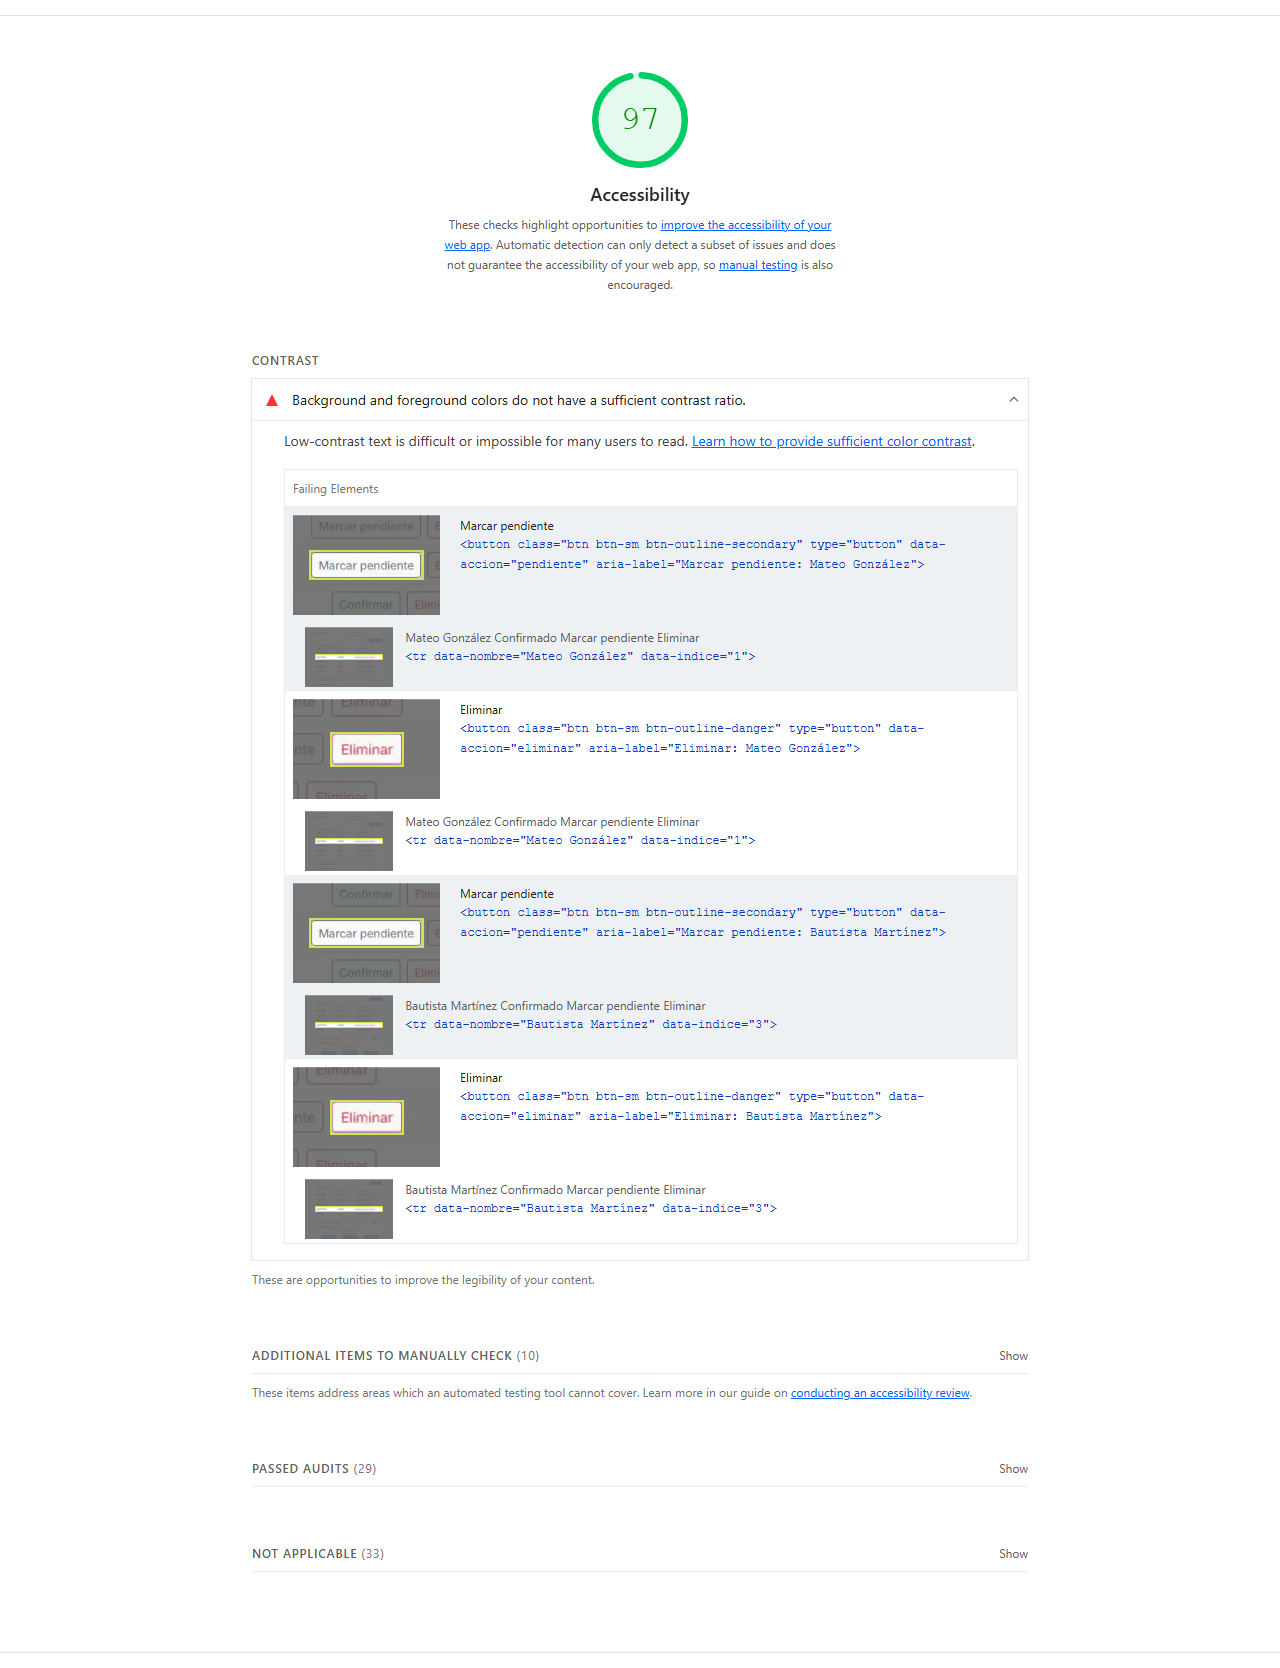 97
Accessibility
These checks highlight opportunities to improve the accessibility of your
web app. Automatic detection can only detect a subset of issues and does
not guarantee the accessibility of your web app, so manual testing is also
encouraged.
CONTRAST
Background and foreground colors do not have a sufficient contrast ratio.
Low-contrast text is difficult or impossible for many users to read. Learn how to provide sufficient color contrast.
Failing Elements
Marcar pendiente
Marcar pendiente
Confirmar
Marcar pendiente
<button class="btn btn-sm btn-outline-secondary" type="button" data-
accion="pendiente" aria-label="Marcar pendiente: Mateo González">
Mateo González Confirmado Marcar pendiente Eliminar
<tr data-nombre="Mateo González" data-indice="1">
Eliminar
Eliminar
Eliminar
Eliminar
<button class="btn btn-sm btn-outline-danger" type="button" data-
accion="eliminar" aria-label="Eliminar: Mateo González">
Mateo González Confirmado Marcar pendiente Eliminar
<tr data-nombre="Mateo González" data-indice="1">
Confirmar
Marcar pendiente
Confirmar
Marcar pendiente
<button class="btn btn-sm btn-outline-secondary" type="button" data-
accion="pendiente" aria-label="Marcar pendiente: Bautista Martínez">
Bautista Martínez Confirmado Marcar pendiente Eliminar
<tr data-nombre="Bautista Martínez" data-indice="3">
Eliminar
Eliminar
Eliminar
Eliminar
<button class="btn btn-sm btn-outline-danger" type="button" data-
accion="eliminar" aria-label="Eliminar: Bautista Martínez">
Bautista Martínez Confirmado Marcar pendiente Eliminar
<tr data-nombre="Bautista Martínez" data-indice="3">
These are opportunities to improve the legibility of your content.
ADDITIONAL ITEMS TO MANUALLY CHECK (10) Show
These items address areas which an automated testing tool cannot cover. Learn more in our guide on conducting an accessibility review.
PASSED AUDITS (29) Show
NOT APPLICABLE (33) Show